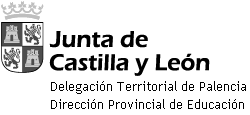 Junta de
Castilla y León
Delegación Territorial de Palencia
Dirección Provincial de Educación